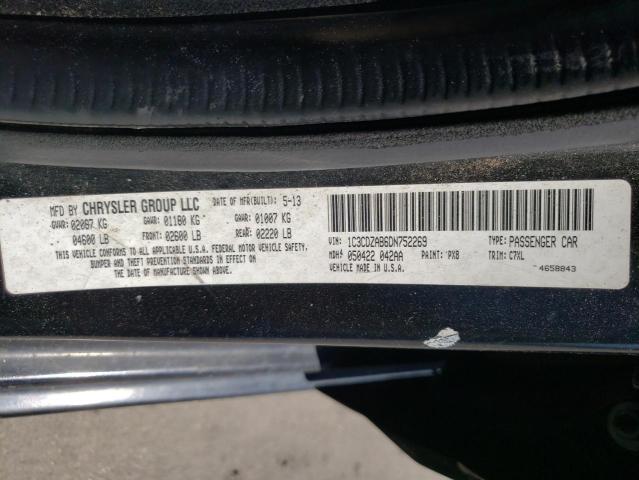 MFD BY CHRYSLER GROUP LLC DATE OF MFR(BUILT): 5-13
GVWR: 02087 KG GAWR: 01180 KG GAWR: 01007 KG
04600 LB FRONT: 02600 LB REAR: 02220 LB
THIS VEHICLE CONFORMS TO ALL APPLICABLE U.S.A. FEDERAL MOTOR VEHICLE SAFETY,
BUMPER AND THEFT PREVENTION STANDARDS IN EFFECT ON
THE DATE OF MANUFACTURE SHOWN ABOVE.
VIN: 1C3CDZAB6DN752269 TYPE: PASSENGER CAR
MDH: 050422 042AA PAINT: PXB TRIM: C7XL
VEHICLE MADE IN U.S.A. 4658843